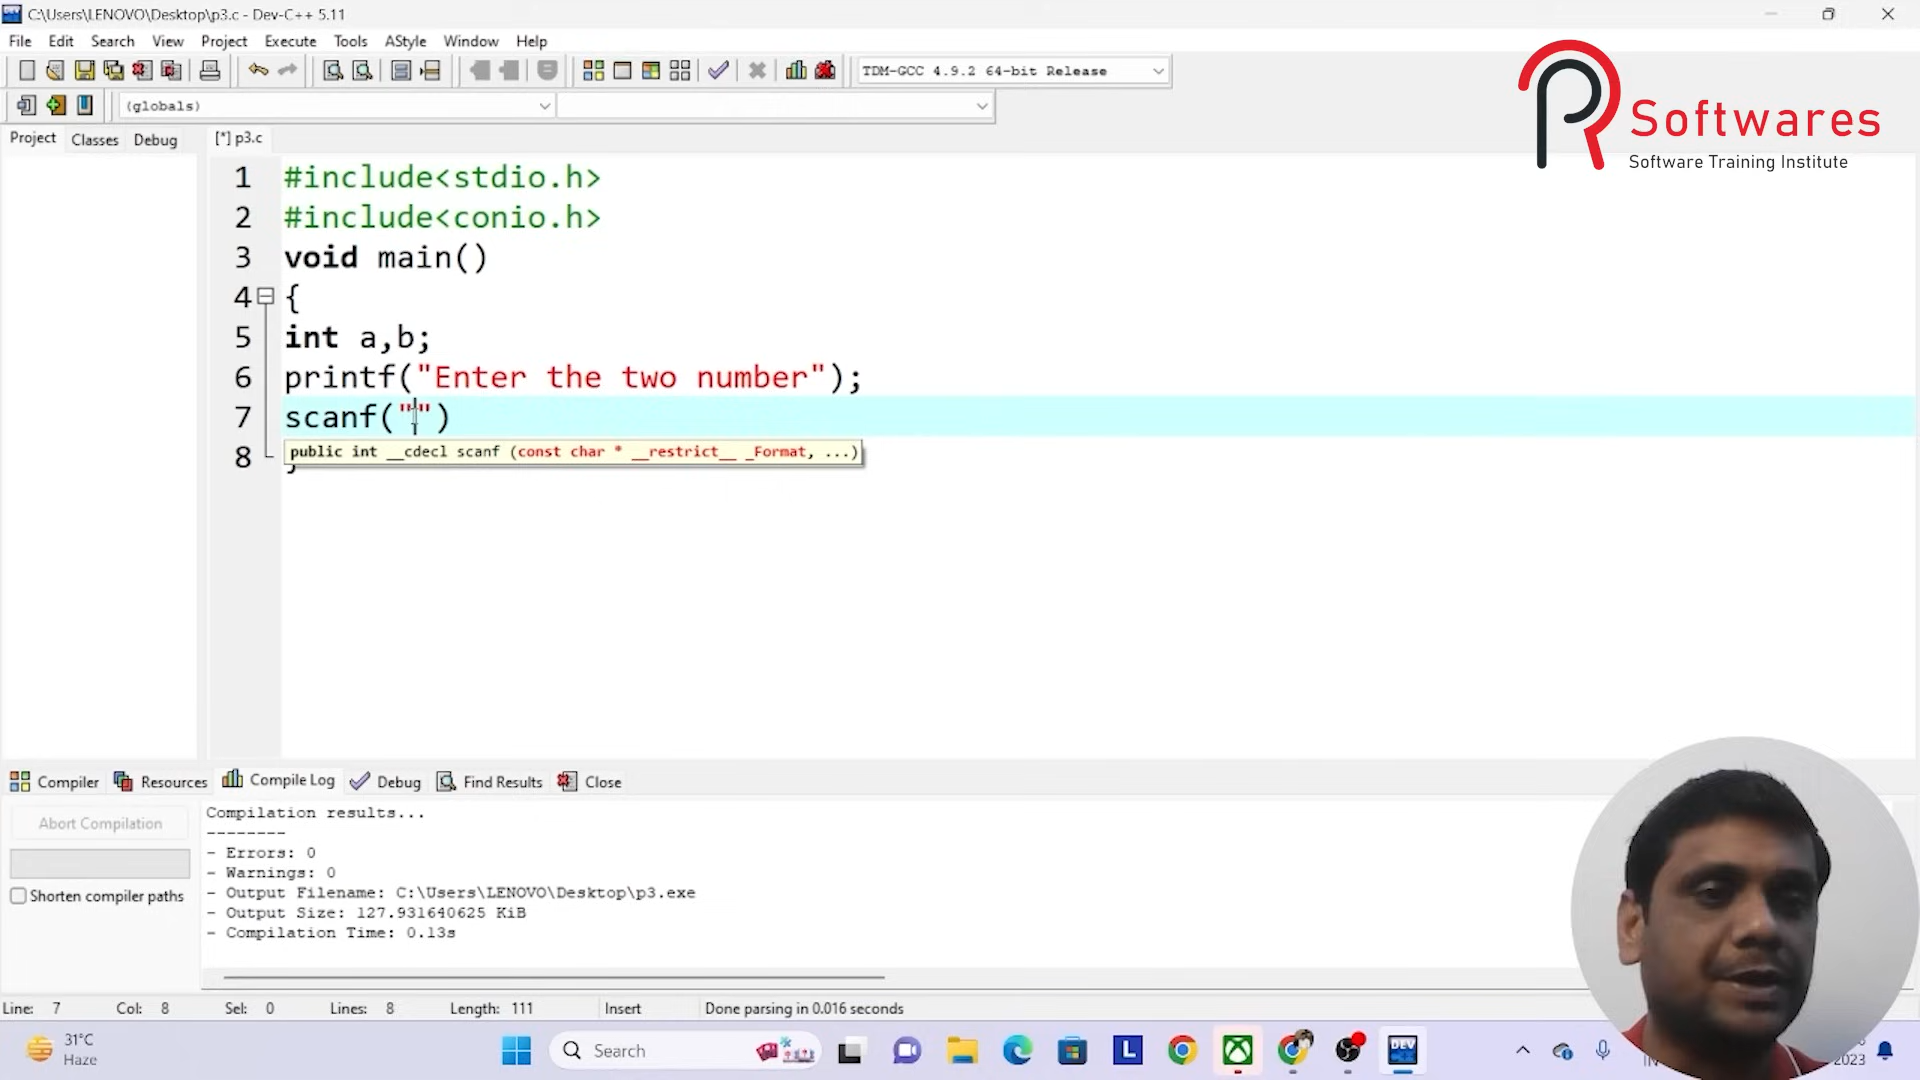 C:\Users\LENOVO\Desktop\p3.c - Dev-C++ 5.11
File Edit Search View Project Execute Tools AStyle Window Help
TDM-GCC 4.9.2 64-bit Release
(globals)
Project Classes Debug
[*] p3.c
R Softwares
Software Training Institute
1 #include<stdio.h>
2 #include<conio.h>
3 void main()
4 {
5 int a,b;
6 printf("Enter the two number");
7 scanf("")
public int __cdecl scanf (const char * __restrict__ _Format, ...)
8 }
Compiler Resources Compile Log Debug Find Results Close
Abort Compilation
Shorten compiler paths
Compilation results...
--------
- Errors: 0
- Warnings: 0
- Output Filename: C:\Users\LENOVO\Desktop\p3.exe
- Output Size: 127.931640625 KiB
- Compilation Time: 0.13s
Line: 7 Col: 8 Sel: 0 Lines: 8 Length: 111 Insert Done parsing in 0.016 seconds
31°C
Haze
Search
L
DEV
IN
2023